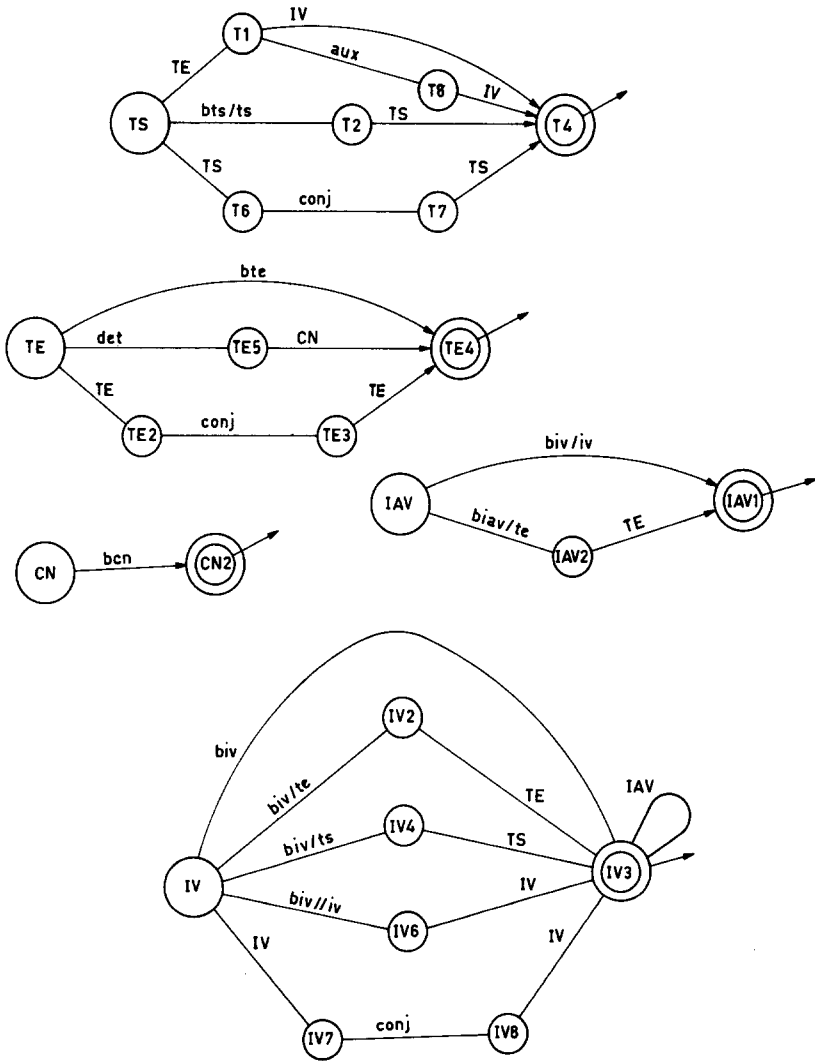 T1
IV
aux
TE
T8
IV
TS
bts/ts
T2
TS
T4
TS
TS
T6
conj
T7
bte
TE
det
TE5
CN
TE4
TE
TE
TE2
conj
TE3
biv/iv
IAV
IAV1
biav/te
TE
IAV2
CN
bcn
CN2
IV2
biv
biv/te
TE
IAV
IV4
biv/ts
TS
IV
IV3
biv//iv
IV
IV6
IV
IV
IV7
conj
IV8